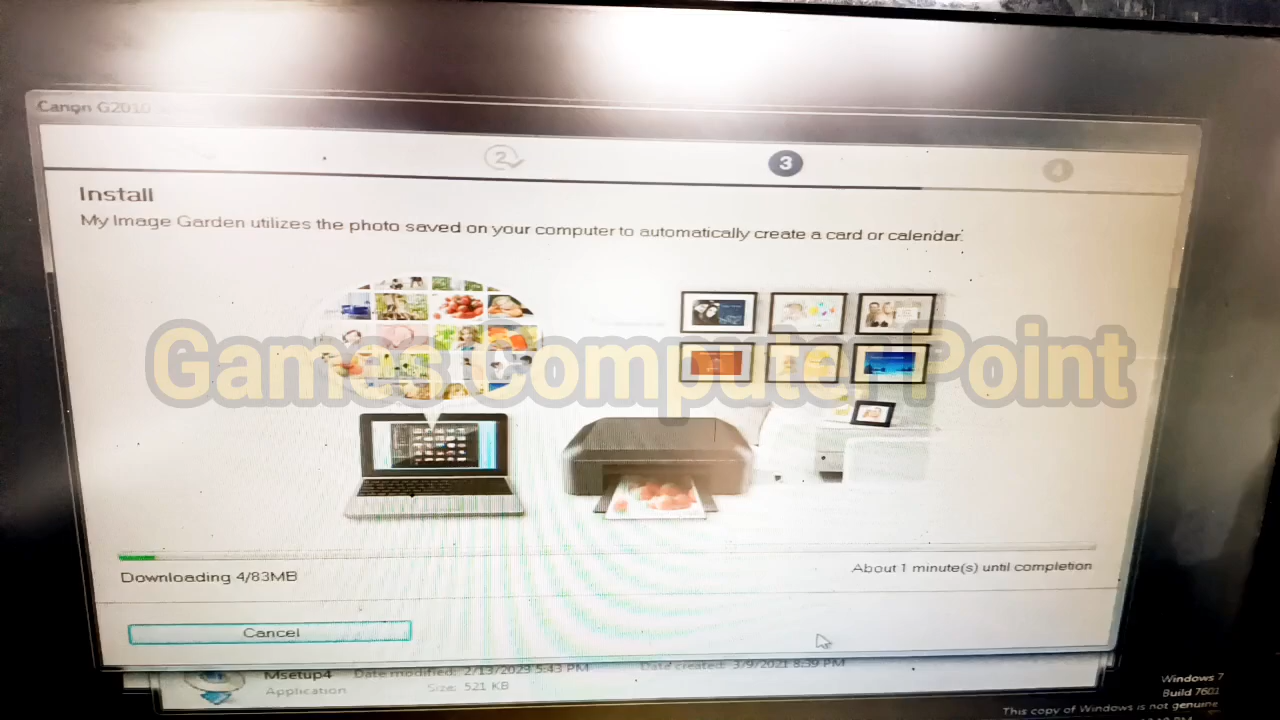 Canon G2010
2
3
4
Install
My Image Garden utilizes the photo saved on your computer to automatically create a card or calendar.
Games Computer Point
Downloading 4/83MB
About 1 minute(s) until completion
Cancel
Msetup4 Date modified: 2/13/2023 5:43 PM Date created: 3/9/2021 8:39 PM
Application Size: 521 KB
Windows 7
Build 7601
This copy of Windows is not genuine